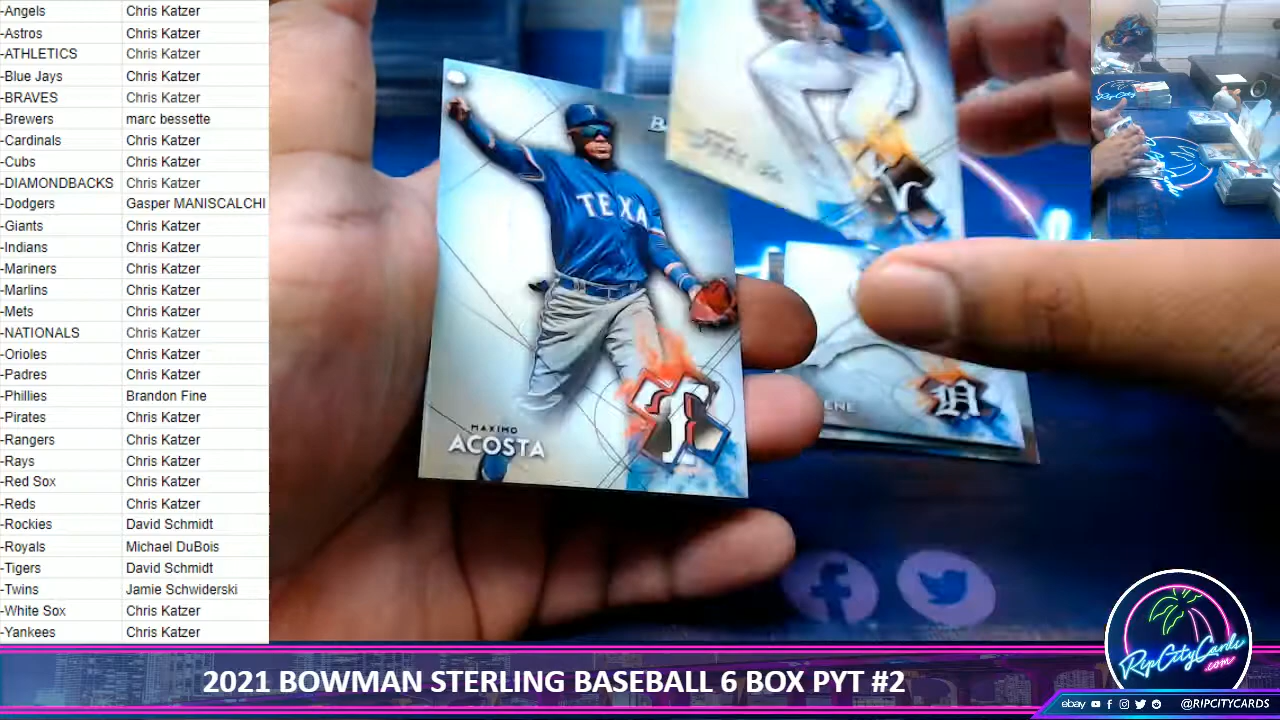 -Angels Chris Katzer
-Astros Chris Katzer
-ATHLETICS Chris Katzer
-Blue Jays Chris Katzer
-BRAVES Chris Katzer
-Brewers marc bessette
-Cardinals Chris Katzer
-Cubs Chris Katzer
-DIAMONDBACKS Chris Katzer
-Dodgers Gasper MANISCALCHI
-Giants Chris Katzer
-Indians Chris Katzer
-Mariners Chris Katzer
-Marlins Chris Katzer
-Mets Chris Katzer
-NATIONALS Chris Katzer
-Orioles Chris Katzer
-Padres Chris Katzer
-Phillies Brandon Fine
-Pirates Chris Katzer
-Rangers Chris Katzer
-Rays Chris Katzer
-Red Sox Chris Katzer
-Reds Chris Katzer
-Rockies David Schmidt
-Royals Michael DuBois
-Tigers David Schmidt
-Twins Jamie Schwiderski
-White Sox Chris Katzer
-Yankees Chris Katzer
T
TEXA
MAXIMO
ACOSTA
T
D
RipCityCards
.com
2021 BOWMAN STERLING BASEBALL 6 BOX PYT #2
ebay @RIPCITYCARDS